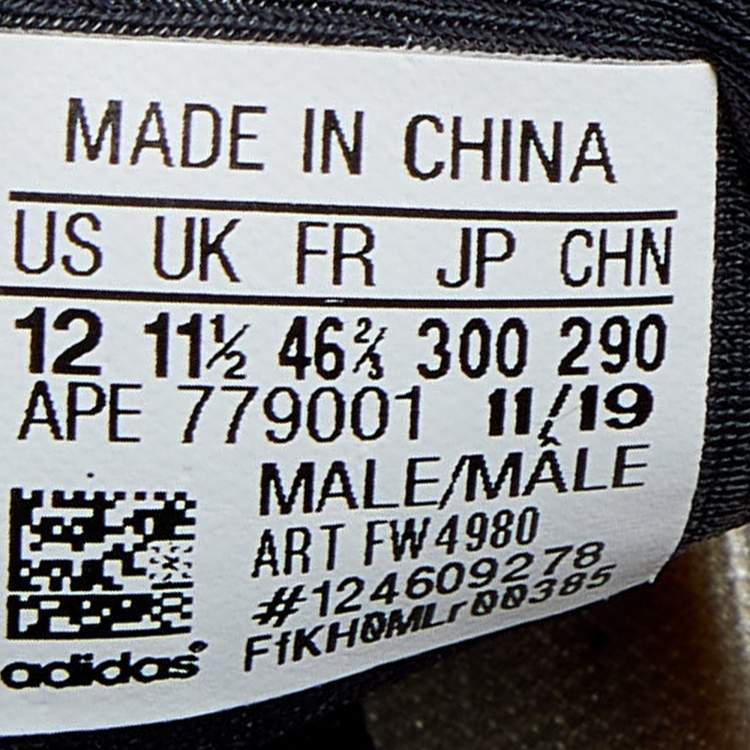 MADE IN CHINA
US UK FR JP CHN
12 11½ 46⅔ 300 290
APE 779001 11/19
MALE/MÂLE
ART FW4980
#124609278
FfKH0MLr00385
adidas®